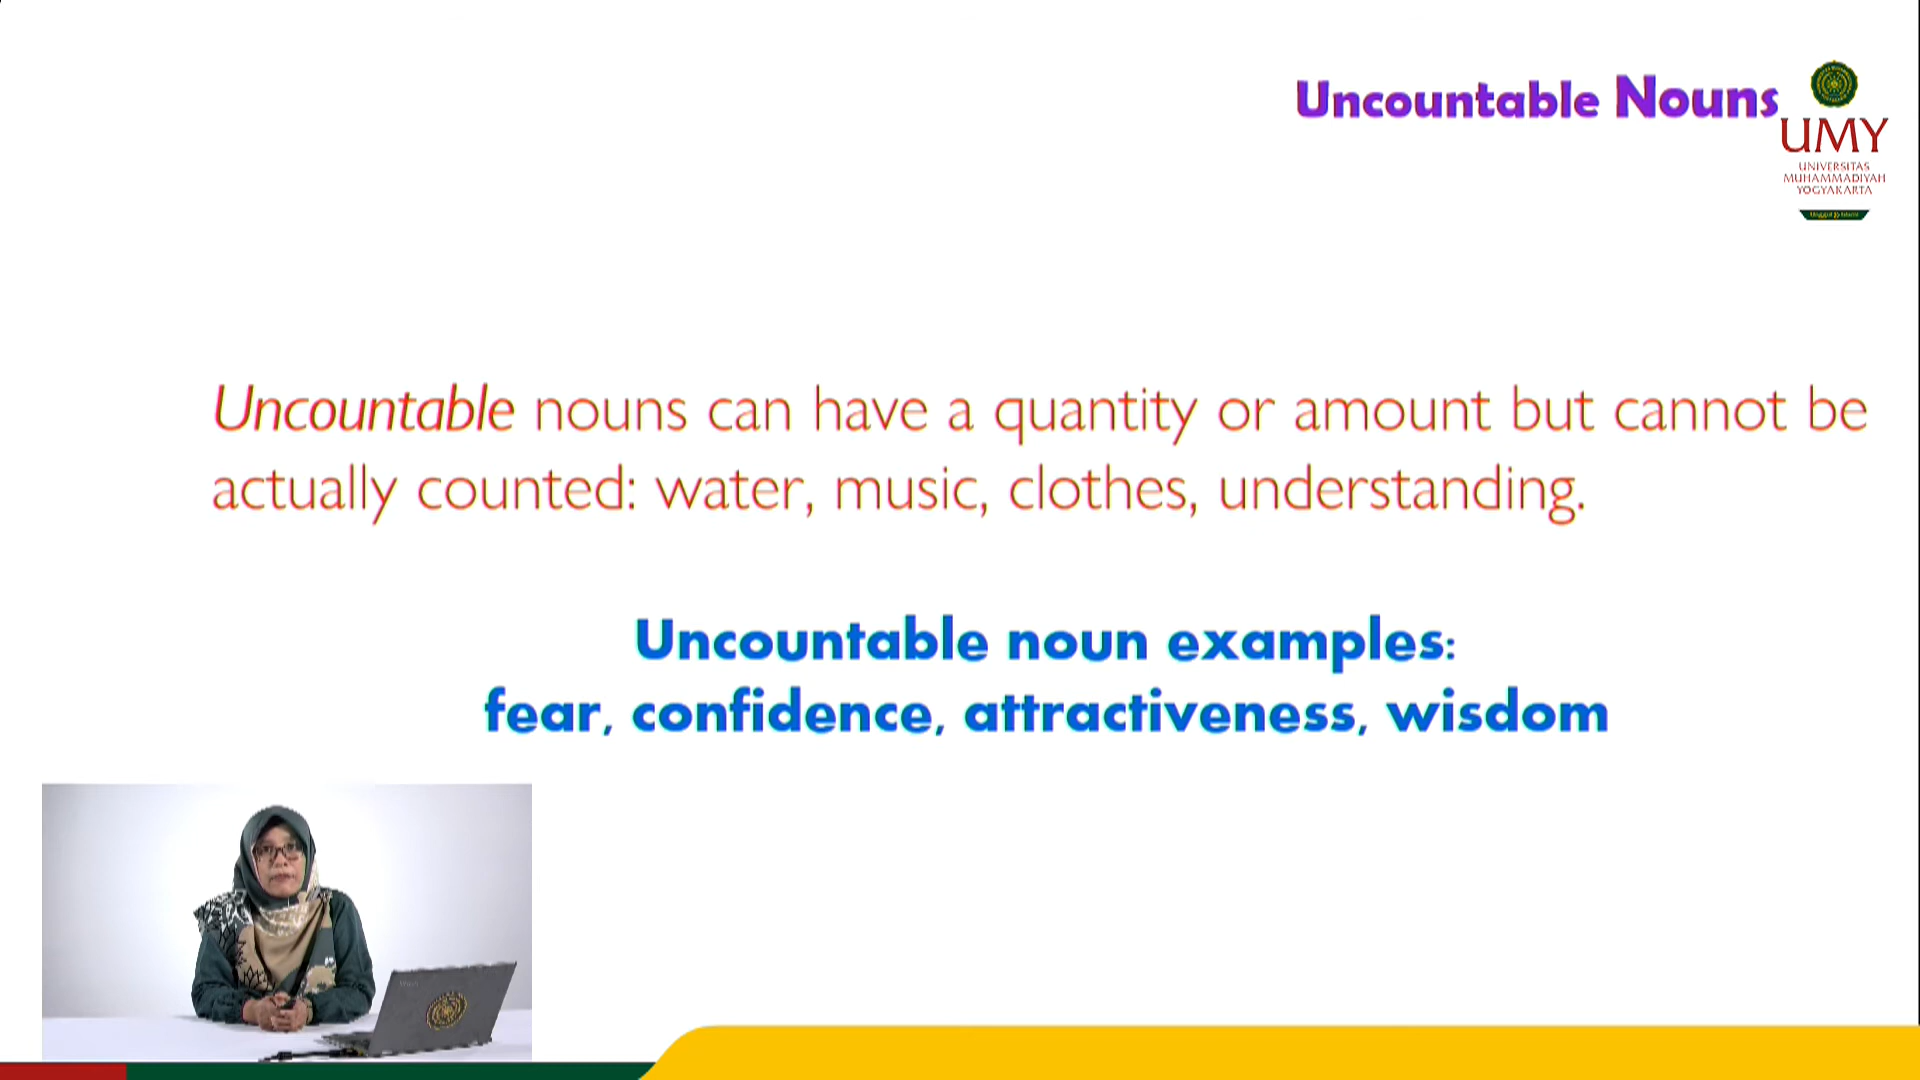 Uncountable Nouns
UMY
UNIVERSITAS
MUHAMMADIYAH
YOGYAKARTA
Uncountable nouns can have a quantity or amount but cannot be
actually counted: water, music, clothes, understanding.
Uncountable noun examples:
fear, confidence, attractiveness, wisdom